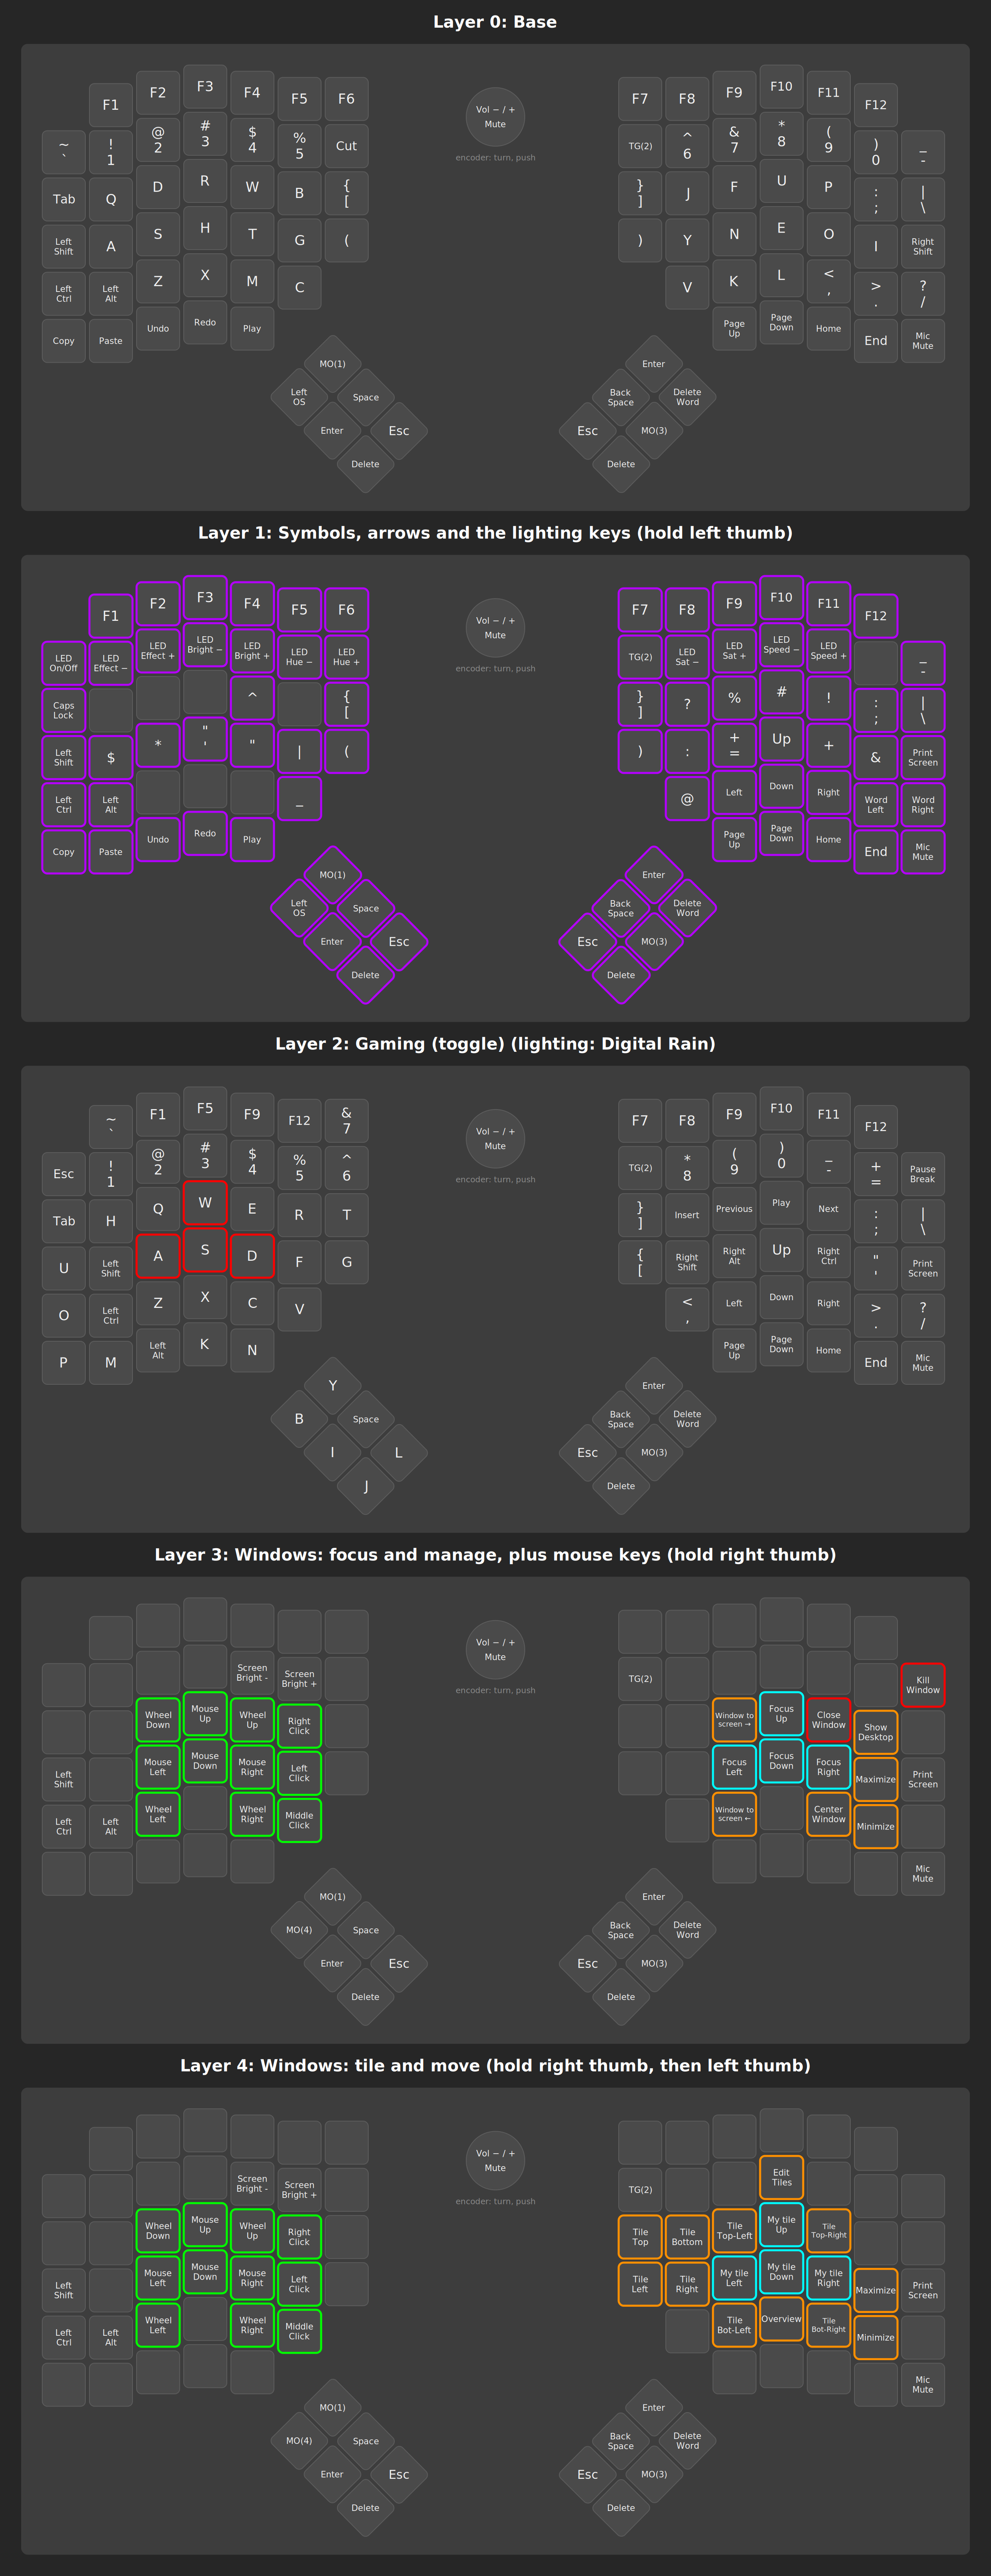 Layer 0: Base
F1 F2 F3 F4 F5 F6 F7 F8 F9 F10 F11 F12
Vol − / +
Mute
encoder: turn, push
~ ! @ # $ %
` 1 2 3 4 5 Cut
TG(2) ^ & * ( ) _
6 7 8 9 0 -
Tab Q D R W B {
[
} J F U P : |
] ; \
Left
Shift A S H T G (
) Y N E O I Right
Shift
Left
Ctrl Left
Alt Z X M C
V K L < > ?
, . /
Copy Paste Undo Redo Play
Page
Up Page
Down Home End Mic
Mute
MO(1)
Left
OS Space
Enter Esc
Delete
Enter
Back
Space Delete
Word
Esc MO(3)
Delete
Layer 1: Symbols, arrows and the lighting keys (hold left thumb)
F1 F2 F3 F4 F5 F6 F7 F8 F9 F10 F11 F12
Vol − / +
Mute
encoder: turn, push
LED
On/Off LED
Effect − LED
Effect + LED
Bright − LED
Bright + LED
Hue − LED
Hue +
TG(2) LED
Sat − LED
Sat + LED
Speed − LED
Speed + _
-
Caps
Lock ^ {
[
} ? % # ! : |
] ; \
Left
Shift $ * "
' " | (
) : +
= Up + & Print
Screen
Left
Ctrl Left
Alt _
@ Left Down Right Word
Left Word
Right
Copy Paste Undo Redo Play
Page
Up Page
Down Home End Mic
Mute
MO(1)
Left
OS Space
Enter Esc
Delete
Enter
Back
Space Delete
Word
Esc MO(3)
Delete
Layer 2: Gaming (toggle) (lighting: Digital Rain)
~
` F1 F5 F9 F12 &
7
F7 F8 F9 F10 F11 F12
Vol − / +
Mute
encoder: turn, push
Esc ! @ # $ % ^
1 2 3 4 5 6
TG(2) * ( ) _ + Pause
Break
8 9 0 - =
Tab H Q W E R T
} Insert Previous Play Next : |
] ; \
U Left
Shift A S D F G
{
[ Right
Shift Right
Alt Up Right
Ctrl "
' Print
Screen
O Left
Ctrl Z X C V
< Left Down Right > ?
, . /
P M Left
Alt K N
Page
Up Page
Down Home End Mic
Mute
Y
B Space
I L
J
Enter
Back
Space Delete
Word
Esc MO(3)
Delete
Layer 3: Windows: focus and manage, plus mouse keys (hold right thumb)
Vol − / +
Mute
encoder: turn, push
Screen
Bright - Screen
Bright +
TG(2) Kill
Window
Wheel
Down Mouse
Up Wheel
Up Right
Click
Window to
screen → Focus
Up Close
Window Show
Desktop
Left
Shift Mouse
Left Mouse
Down Mouse
Right Left
Click
Focus
Left Focus
Down Focus
Right Maximize Print
Screen
Left
Ctrl Left
Alt Wheel
Left Wheel
Right Middle
Click
Window to
screen ← Center
Window Minimize
Mic
Mute
MO(1)
MO(4) Space
Enter Esc
Delete
Enter
Back
Space Delete
Word
Esc MO(3)
Delete
Layer 4: Windows: tile and move (hold right thumb, then left thumb)
Vol − / +
Mute
encoder: turn, push
Screen
Bright - Screen
Bright +
TG(2) Edit
Tiles
Wheel
Down Mouse
Up Wheel
Up Right
Click
Tile
Top Tile
Bottom Tile
Top-Left My tile
Up Tile
Top-Right
Left
Shift Mouse
Left Mouse
Down Mouse
Right Left
Click
Tile
Left Tile
Right My tile
Left My tile
Down My tile
Right Maximize Print
Screen
Left
Ctrl Left
Alt Wheel
Left Wheel
Right Middle
Click
Tile
Bot-Left Overview Tile
Bot-Right Minimize
Mic
Mute
MO(1)
MO(4) Space
Enter Esc
Delete
Enter
Back
Space Delete
Word
Esc MO(3)
Delete